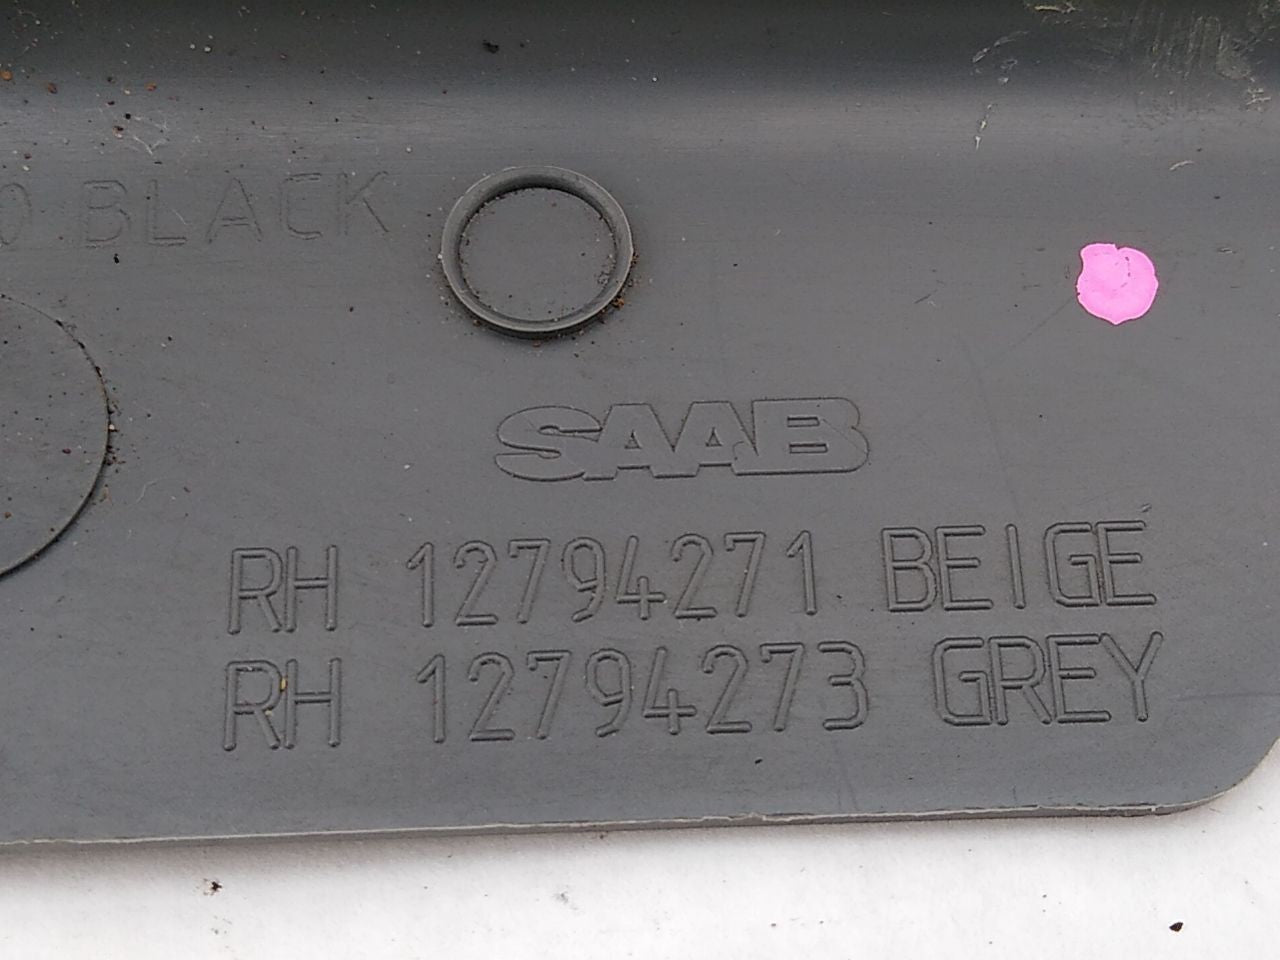 BLACK
SAAB
RH 12794271 BEIGE
RH 12794273 GREY